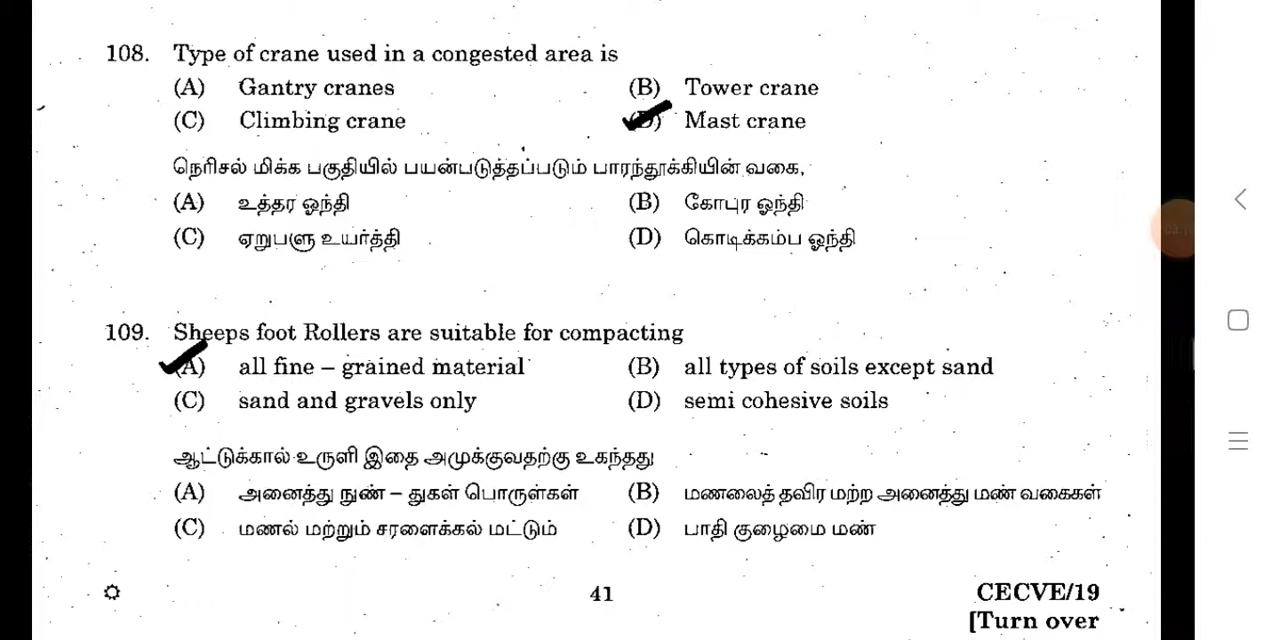 108. Type of crane used in a congested area is
(A) Gantry cranes (B) Tower crane
(C) Climbing crane (D) Mast crane
நெரிசல் மிக்க பகுதியில் பயன்படுத்தப்படும் பாரந்தூக்கியின் வகை,
(A) உத்தர ஓந்தி (B) கோபுர ஓந்தி
(C) ஏறுபளு உயர்த்தி (D) கொடிக்கம்ப ஓந்தி
109. Sheeps foot Rollers are suitable for compacting
(A) all fine – grained material (B) all types of soils except sand
(C) sand and gravels only (D) semi cohesive soils
ஆட்டுக்கால் உருளி இதை அமுக்குவதற்கு உகந்தது
(A) அனைத்து நுண் – துகள் பொருள்கள் (B) மணலைத் தவிர மற்ற அனைத்து மண் வகைகள்
(C) மணல் மற்றும் சரளைக்கல் மட்டும் (D) பாதி குழைமை மண்
41 CECVE/19
[Turn over